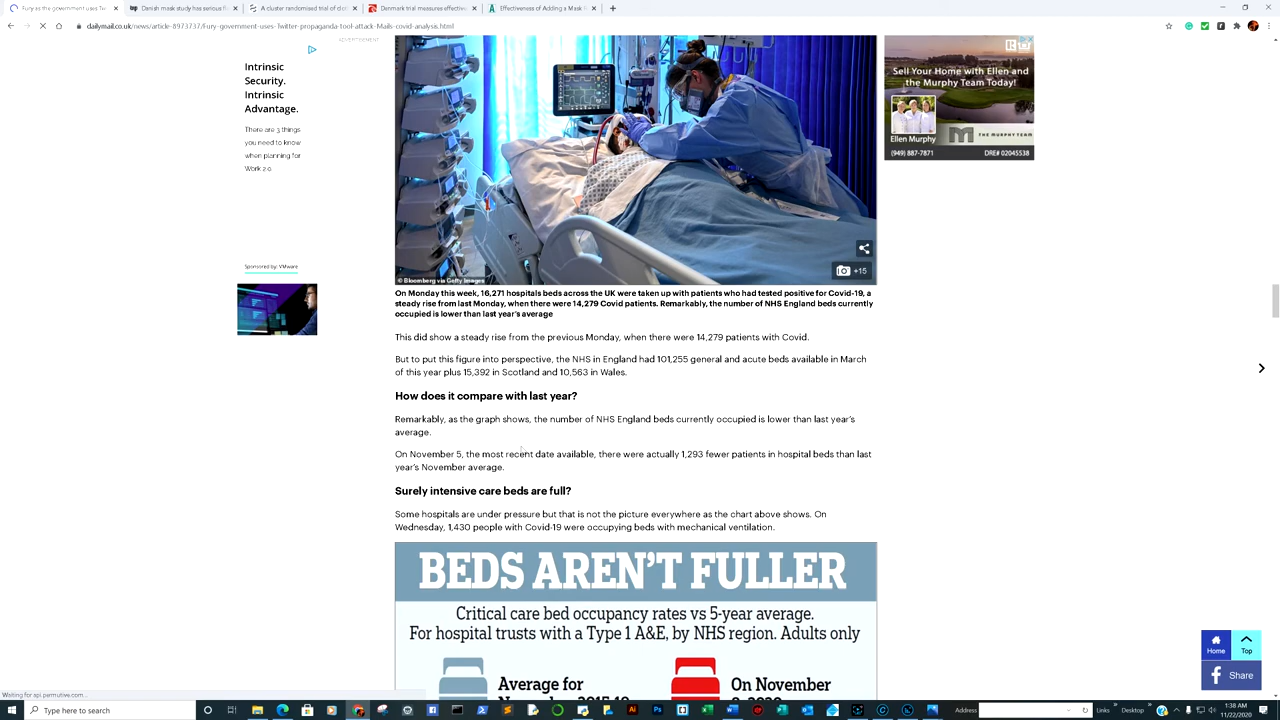 Fury as the government uses Tw
Danish mask study has serious fl
A cluster randomised trial of clot
Denmark trial measures effective
Effectiveness of Adding a Mask
dailymail.co.uk/news/article-8973737/Fury-government-uses-Twitter-propaganda-tool-attack-Mails-covid-analysis.html
ADVERTISEMENT
Intrinsic
Security.
Intrinsic
Advantage.
There are 3 things
you need to know
when planning for
Work 2.0.
Sponsored by: VMware
© Bloomberg via Getty Images
+15
kw
Sell Your Home with Ellen and
the Murphy Team Today!
Ellen Murphy
THE MURPHY TEAM
(949) 887-7871
DRE# 02045538
On Monday this week, 16,271 hospitals beds across the UK were taken up with patients who had tested positive for Covid-19, a
steady rise from last Monday, when there were 14,279 Covid patients. Remarkably, the number of NHS England beds currently
occupied is lower than last year's average
This did show a steady rise from the previous Monday, when there were 14,279 patients with Covid.
But to put this figure into perspective, the NHS in England had 101,255 general and acute beds available in March
of this year plus 15,392 in Scotland and 10,563 in Wales.
How does it compare with last year?
Remarkably, as the graph shows, the number of NHS England beds currently occupied is lower than last year's
average.
On November 5, the most recent date available, there were actually 1,293 fewer patients in hospital beds than last
year's November average.
Surely intensive care beds are full?
Some hospitals are under pressure but that is not the picture everywhere as the chart above shows. On
Wednesday, 1,430 people with Covid-19 were occupying beds with mechanical ventilation.
BEDS AREN'T FULLER
Critical care bed occupancy rates vs 5-year average.
For hospital trusts with a Type 1 A&E, by NHS region. Adults only
Average for
On November
Home
Top
Share
Waiting for api.permutive.com...
Type here to search
Address
Links
Desktop
1:38 AM
11/22/2020